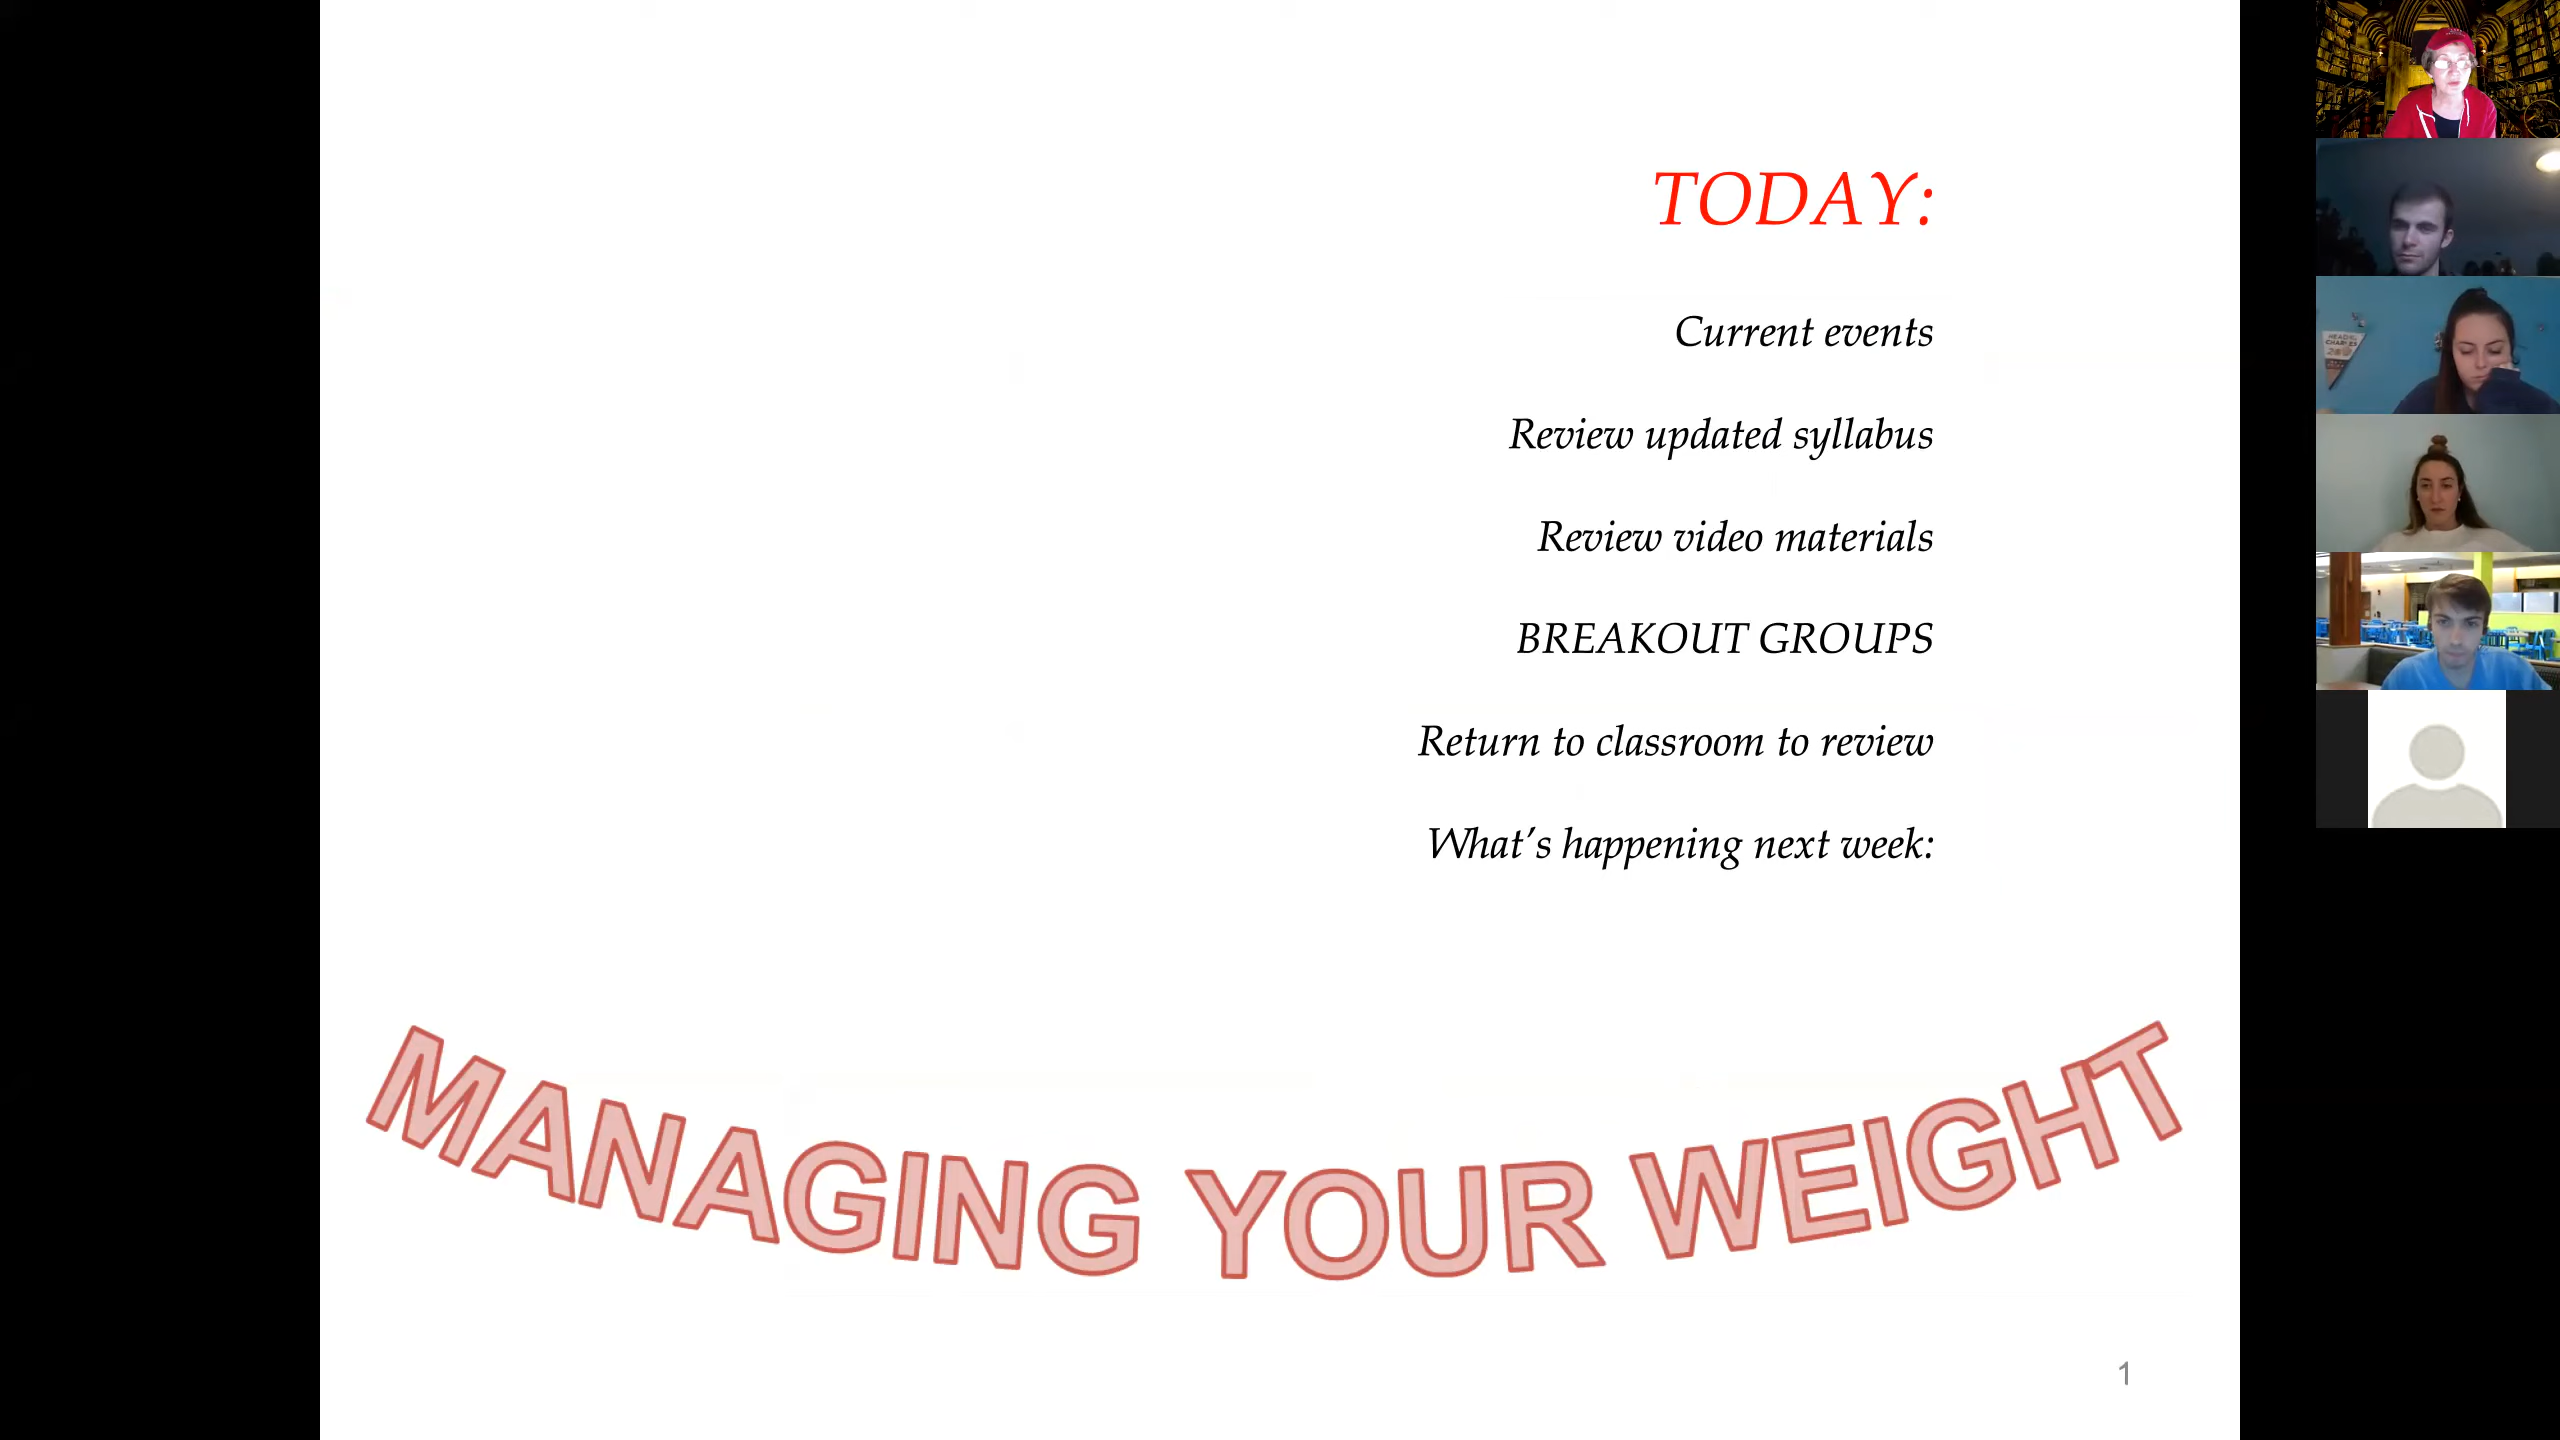 TODAY:
Current events
Review updated syllabus
Review video materials
BREAKOUT GROUPS
Return to classroom to review
What's happening next week:
MANAGING YOUR WEIGHT
1